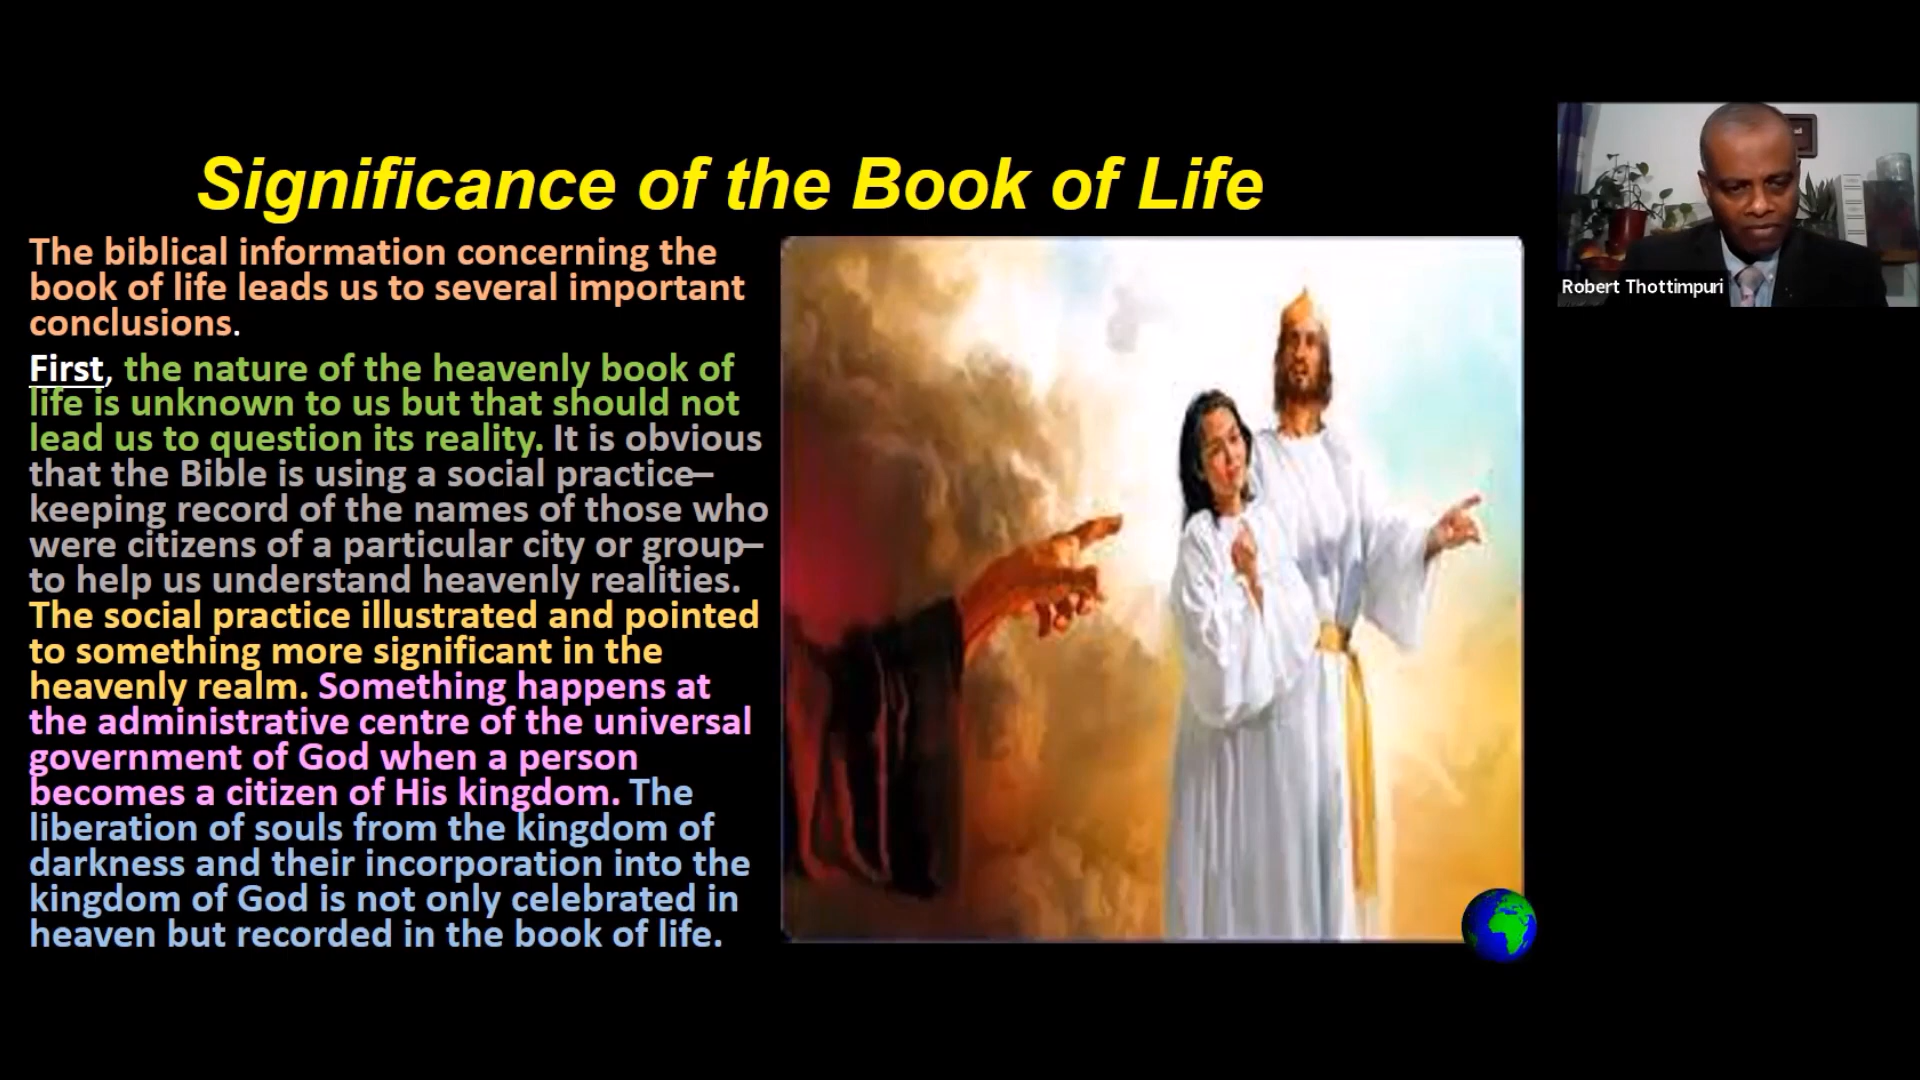 Significance of the Book of Life
The biblical information concerning the
book of life leads us to several important
conclusions.
First, the nature of the heavenly book of
life is unknown to us but that should not
lead us to question its reality. It is obvious
that the Bible is using a social practice–
keeping record of the names of those who
were citizens of a particular city or group–
to help us understand heavenly realities.
The social practice illustrated and pointed
to something more significant in the
heavenly realm. Something happens at
the administrative centre of the universal
government of God when a person
becomes a citizen of His kingdom. The
liberation of souls from the kingdom of
darkness and their incorporation into the
kingdom of God is not only celebrated in
heaven but recorded in the book of life.
Robert Thottimpuri